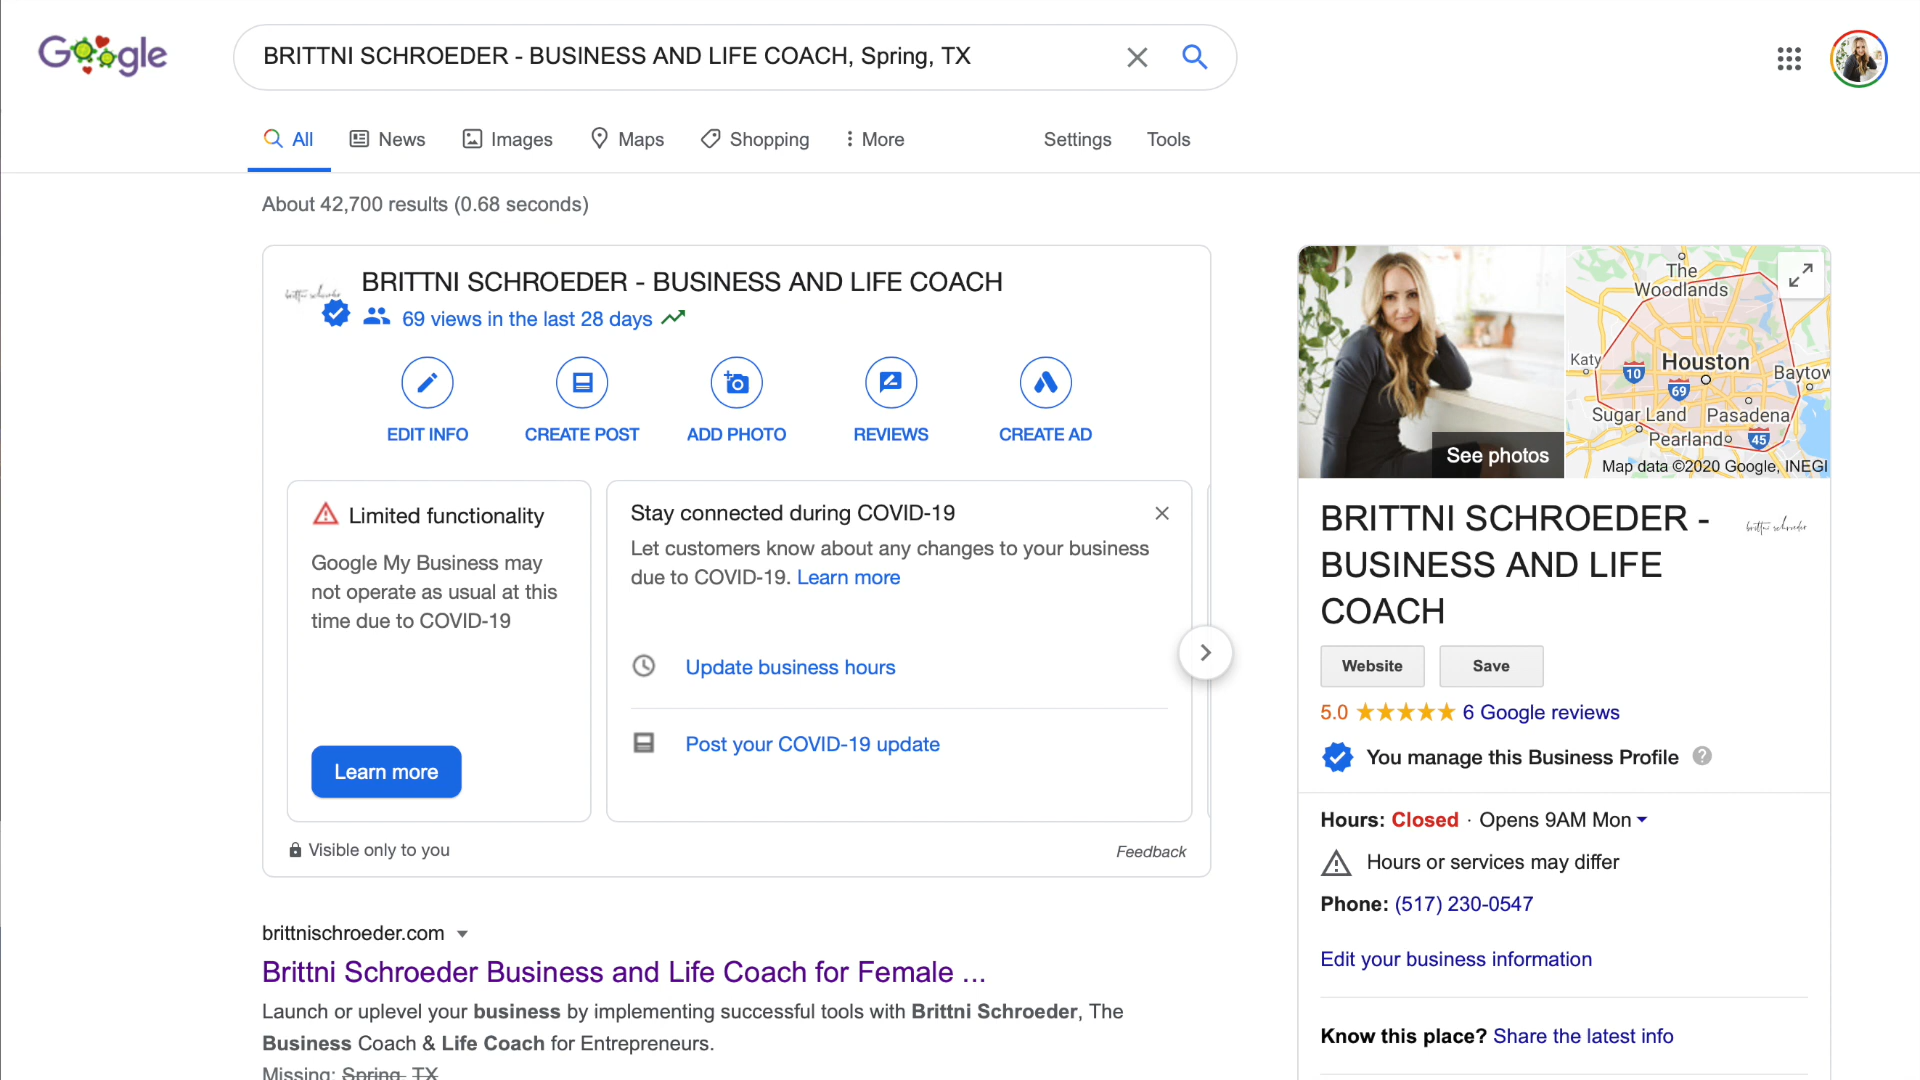 Google
BRITTNI SCHROEDER - BUSINESS AND LIFE COACH, Spring, TX
All
News
Images
Maps
Shopping
More
Settings
Tools
About 42,700 results (0.68 seconds)
brittni schroeder
BRITTNI SCHROEDER - BUSINESS AND LIFE COACH
69 views in the last 28 days
EDIT INFO
CREATE POST
ADD PHOTO
REVIEWS
CREATE AD
Limited functionality
Google My Business may
not operate as usual at this
time due to COVID-19
Learn more
Stay connected during COVID-19
Let customers know about any changes to your business
due to COVID-19. Learn more
Update business hours
Post your COVID-19 update
Visible only to you
Feedback
brittnischroeder.com
Brittni Schroeder Business and Life Coach for Female ...
Launch or uplevel your business by implementing successful tools with Brittni Schroeder, The
Business Coach & Life Coach for Entrepreneurs.
Missing: Spring, TX
See photos
The
Woodlands
Katy
10
Houston
69
Baytow
Sugar Land
Pasadena
Pearland
45
Map data ©2020 Google, INEGI
BRITTNI SCHROEDER -
BUSINESS AND LIFE
COACH
brittni schroeder
Website
Save
5.0
6 Google reviews
You manage this Business Profile
?
Hours: Closed · Opens 9AM Mon
Hours or services may differ
Phone: (517) 230-0547
Edit your business information
Know this place? Share the latest info